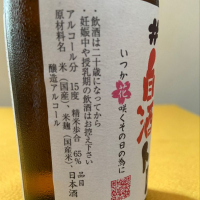 いつか花咲くその日の為に
・飲酒は二十歳になってから
・妊娠中や授乳期の飲酒はお控え下さい
アルコール分 15度 精米歩合 65% 品目 日本酒
原材料名 米(国産)、米麹(国産米)、
醸造アルコール